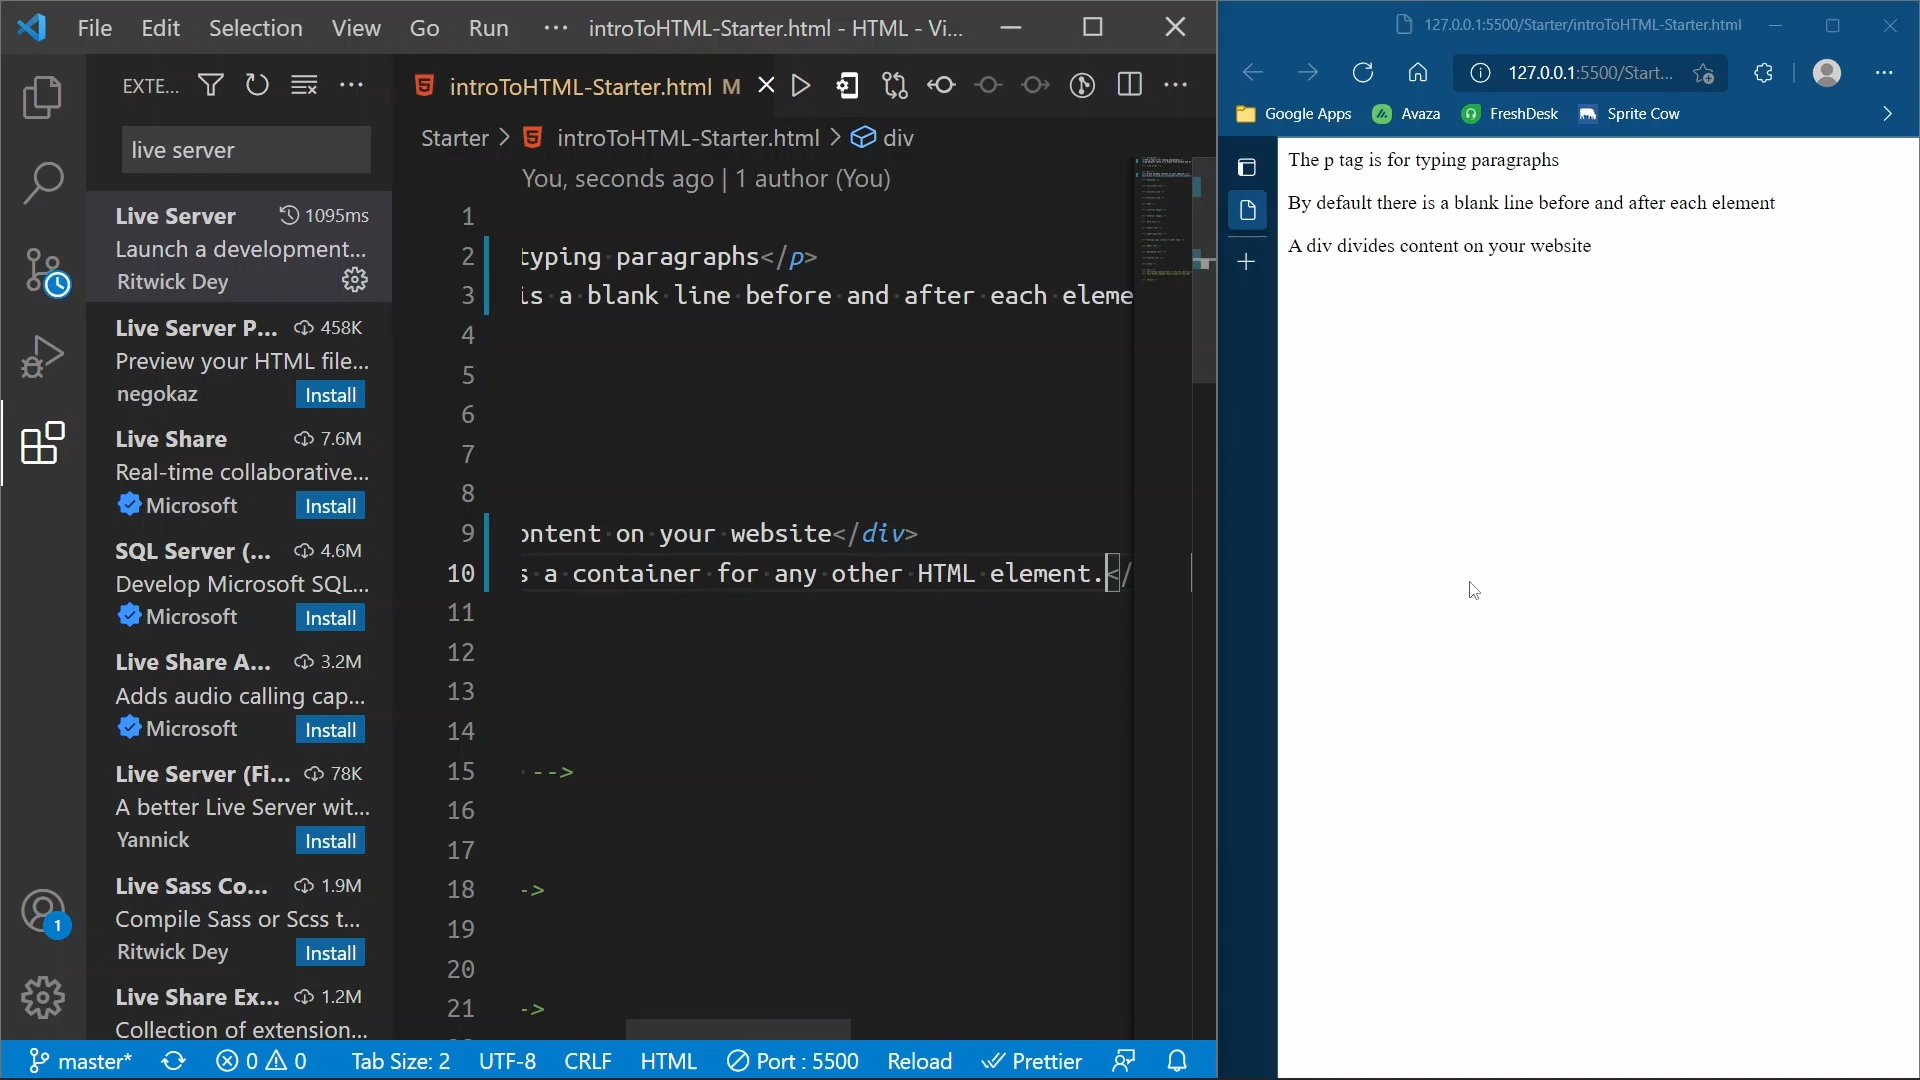 File Edit Selection View Go Run ··· introToHTML-Starter.html - HTML - Vi...
EXTE...
live server
Live Server 1095ms
Launch a development...
Ritwick Dey
Live Server P... 458K
Preview your HTML file...
negokaz Install
Live Share 7.6M
Real-time collaborative...
Microsoft Install
SQL Server (... 4.6M
Develop Microsoft SQL...
Microsoft Install
Live Share A... 3.2M
Adds audio calling cap...
Microsoft Install
Live Server (Fi... 78K
A better Live Server wit...
Yannick Install
Live Sass Co... 1.9M
Compile Sass or Scss t...
Ritwick Dey Install
Live Share Ex... 1.2M
Collection of extension...
1
introToHTML-Starter.html M
Starter > introToHTML-Starter.html > div
You, seconds ago | 1 author (You)
1
2 typing paragraphs</p>
3 is a blank line before and after each eleme
4
5
6
7
8
9 ontent on your website</div>
10 s a container for any other HTML element.</
11
12
13
14
15 -->
16
17
18 ->
19
20
21 ->
master* 0 0 Tab Size: 2 UTF-8 CRLF HTML Port : 5500 Reload Prettier
127.0.0.1:5500/Starter/introToHTML-Starter.html
127.0.0.1:5500/Start...
Google Apps Avaza FreshDesk Sprite Cow
The p tag is for typing paragraphs
By default there is a blank line before and after each element
A div divides content on your website